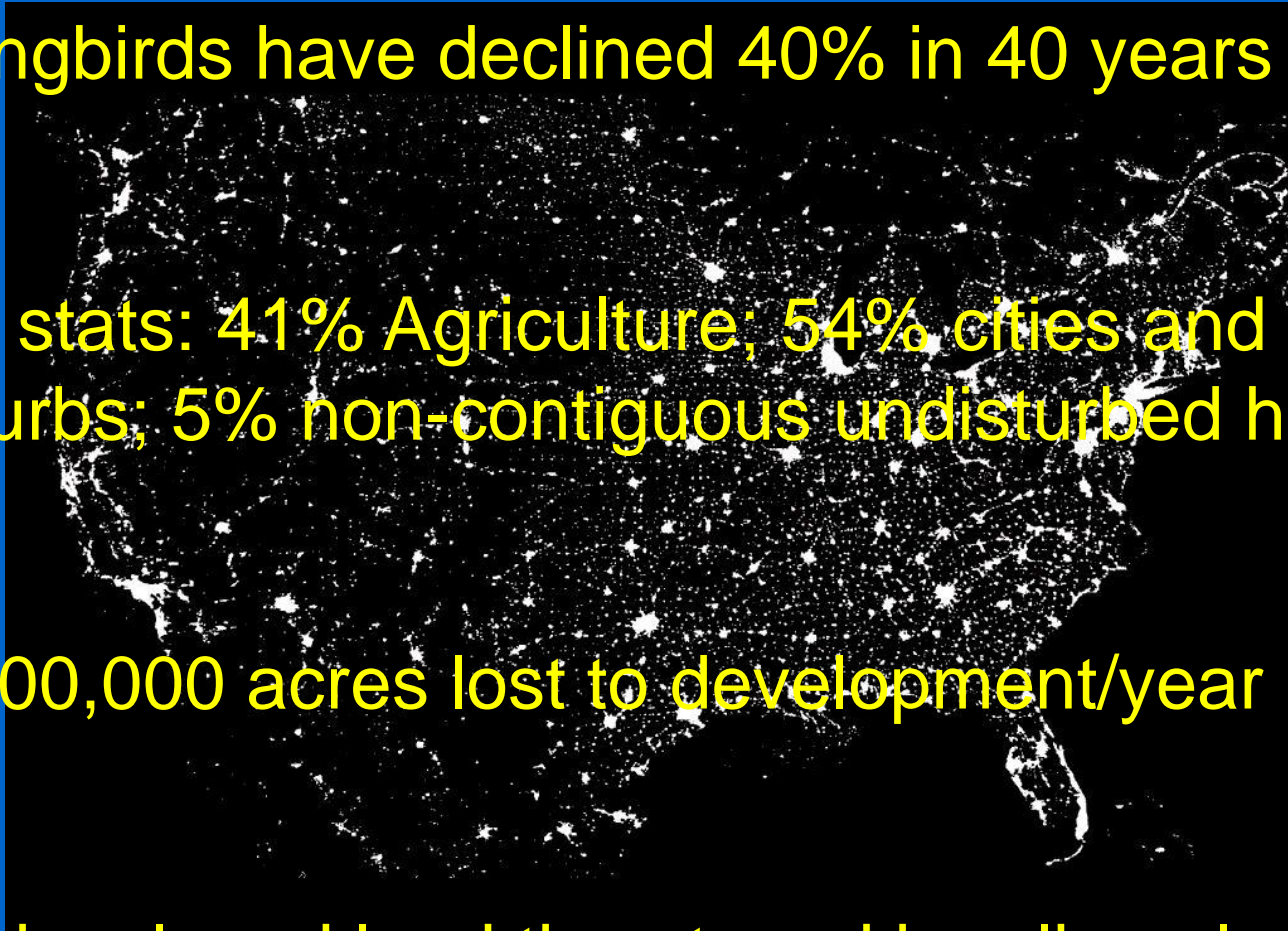 ngbirds have declined 40% in 40 years
stats: 41% Agriculture; 54% cities and
urbs; 5% non-contiguous undisturbed h
00,000 acres lost to development/year